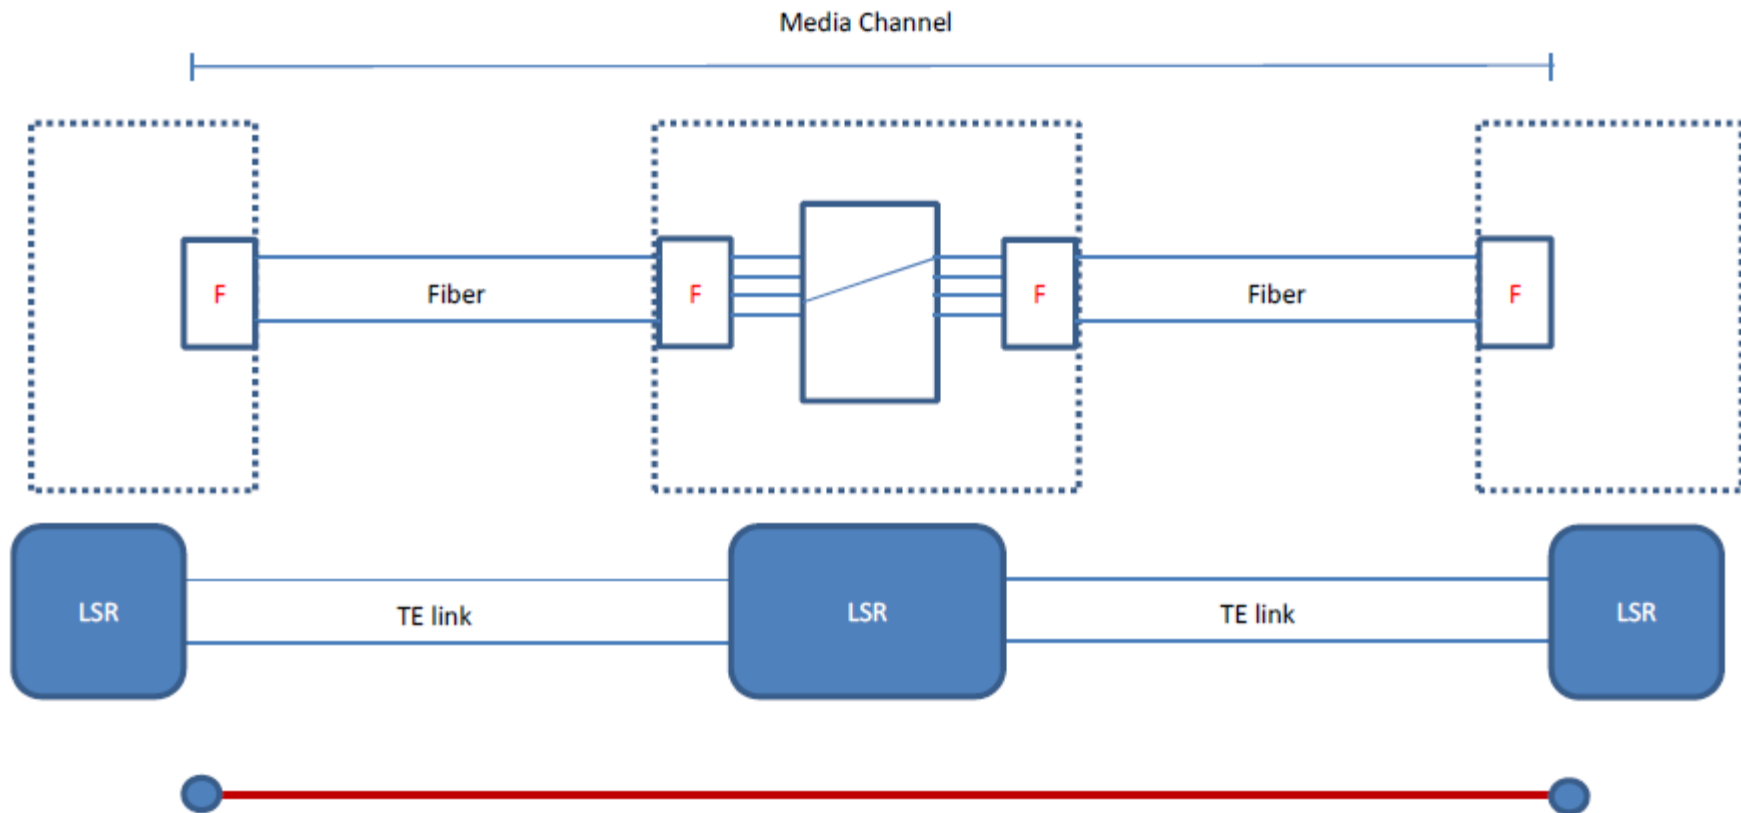 Media Channel
F
Fiber
F
F
Fiber
F
LSR
TE link
LSR
TE link
LSR